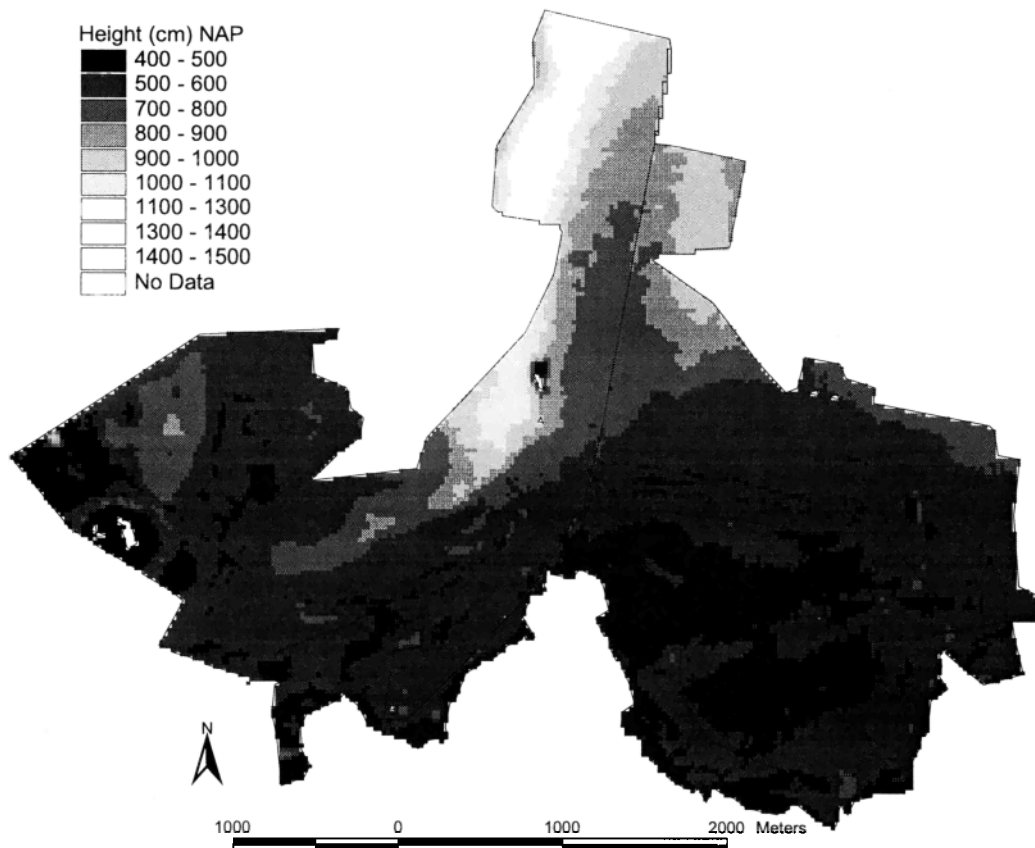 Height (cm) NAP
400 - 500
500 - 600
700 - 800
800 - 900
900 - 1000
1000 - 1100
1100 - 1300
1300 - 1400
1400 - 1500
No Data
N
1000 0 1000 2000 Meters